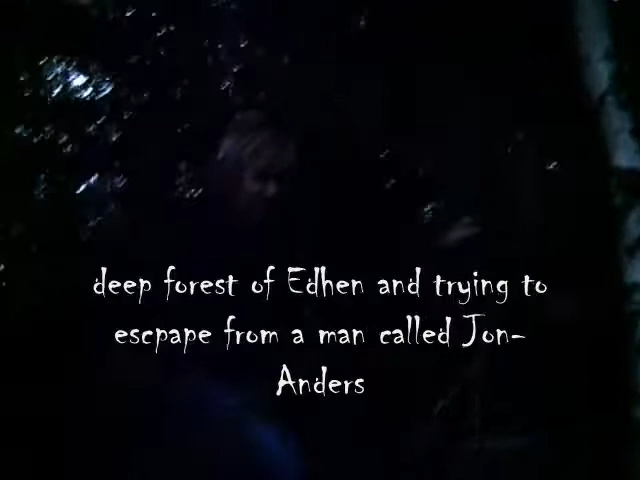 deep forest of Edhen and trying to
escpape from a man called Jon-
Anders